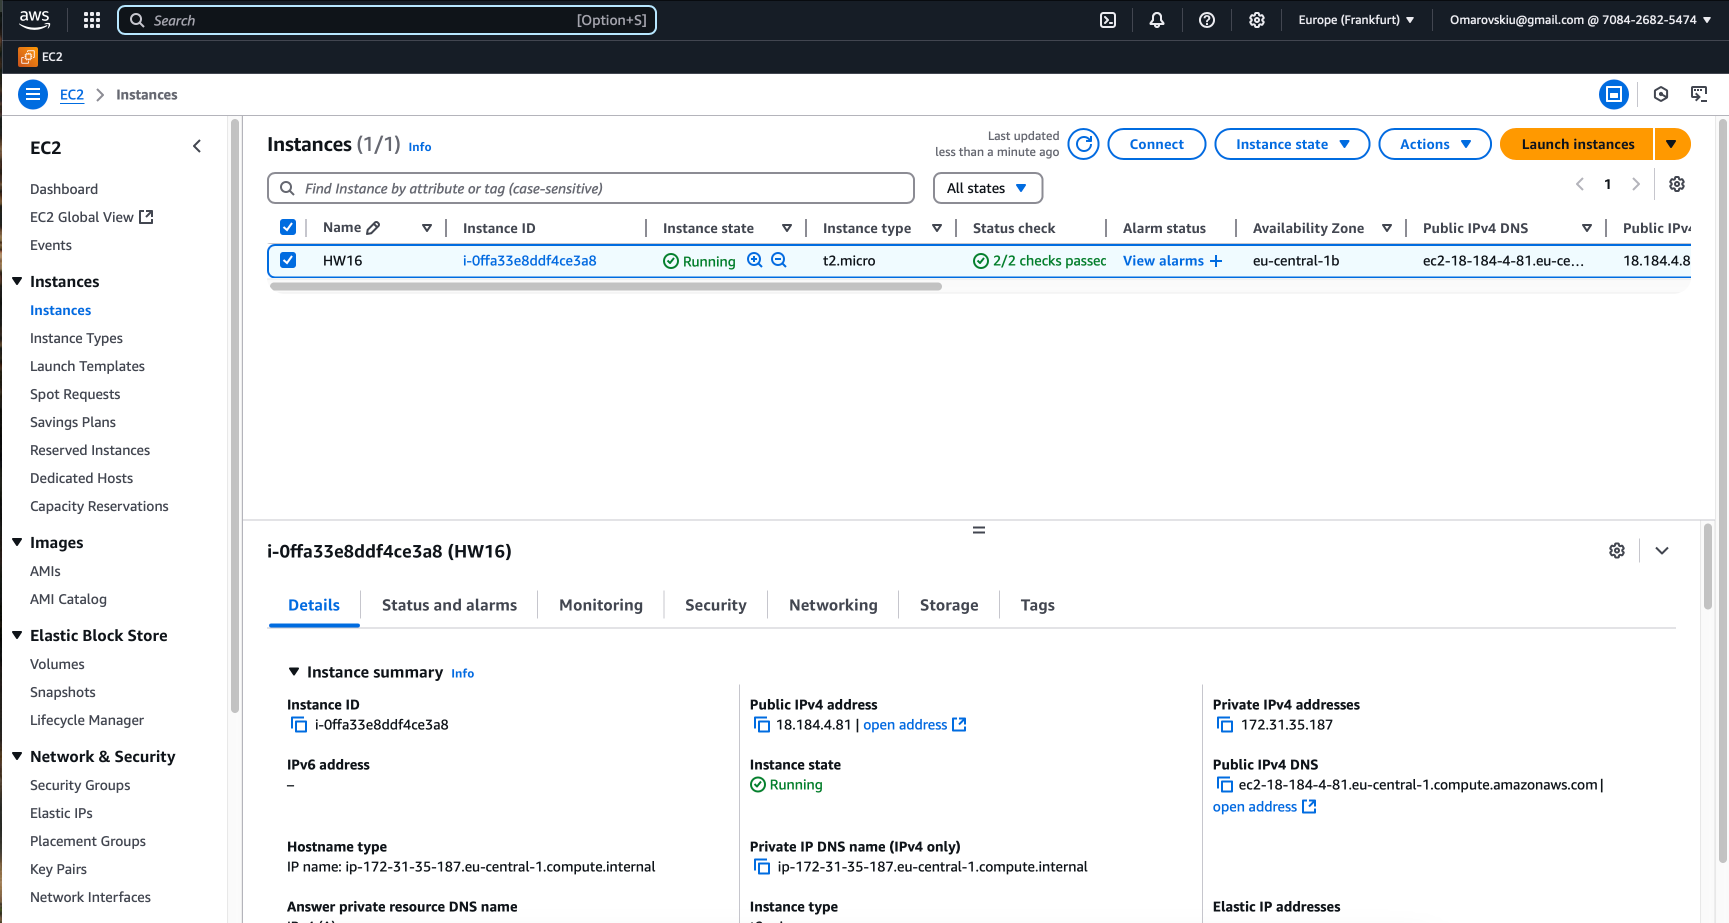 aws
Search [Option+S] Europe (Frankfurt) Omarovskiu@gmail.com @ 7084-2682-5474
EC2
EC2 Instances
EC2
Dashboard
EC2 Global View
Events
Instances
Instances
Instance Types
Launch Templates
Spot Requests
Savings Plans
Reserved Instances
Dedicated Hosts
Capacity Reservations
Images
AMIs
AMI Catalog
Elastic Block Store
Volumes
Snapshots
Lifecycle Manager
Network & Security
Security Groups
Elastic IPs
Placement Groups
Key Pairs
Network Interfaces
Instances (1/1) Info
Last updated
less than a minute ago
Connect Instance state Actions Launch instances
Find Instance by attribute or tag (case-sensitive) All states 1
Name Instance ID Instance state Instance type Status check Alarm status Availability Zone Public IPv4 DNS Public IPv4
HW16 i-0ffa33e8ddf4ce3a8 Running t2.micro 2/2 checks passec View alarms + eu-central-1b ec2-18-184-4-81.eu-ce... 18.184.4.8
i-0ffa33e8ddf4ce3a8 (HW16)
Details Status and alarms Monitoring Security Networking Storage Tags
Instance summary Info
Instance ID
i-0ffa33e8ddf4ce3a8
Public IPv4 address
18.184.4.81 | open address
Private IPv4 addresses
172.31.35.187
IPv6 address
–
Instance state
Running
Public IPv4 DNS
ec2-18-184-4-81.eu-central-1.compute.amazonaws.com |
open address
Hostname type
IP name: ip-172-31-35-187.eu-central-1.compute.internal
Private IP DNS name (IPv4 only)
ip-172-31-35-187.eu-central-1.compute.internal
Answer private resource DNS name
Instance type
Elastic IP addresses